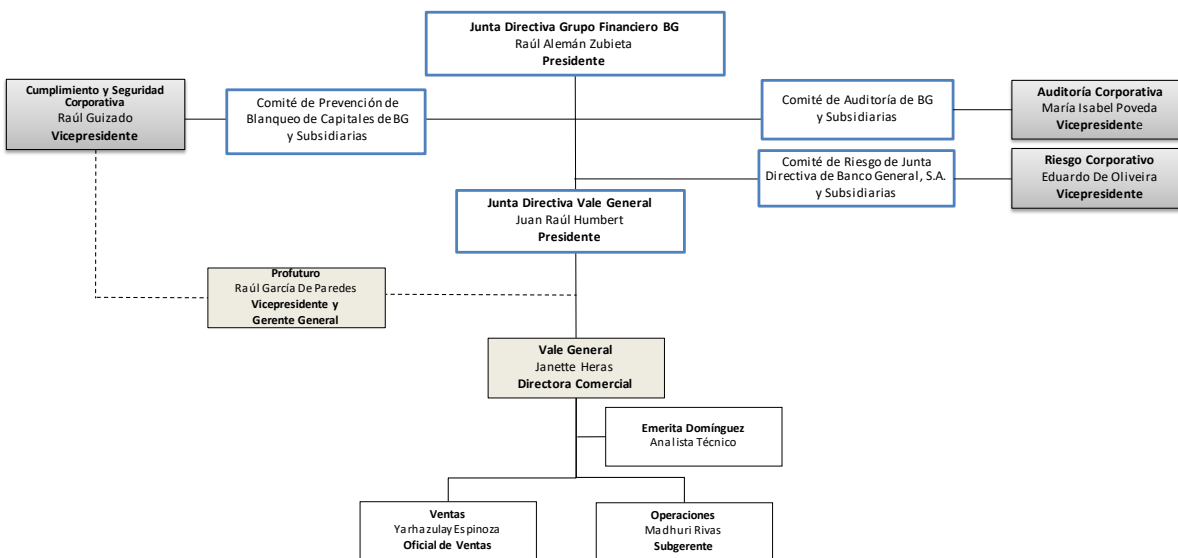 Junta Directiva Grupo Financiero BG
Raúl Alemán Zubieta
Presidente
Cumplimiento y Seguridad
Corporativa
Raúl Guizado
Vicepresidente
Comité de Prevención de
Blanqueo de Capitales de BG
y Subsidiarias
Comité de Auditoría de BG
y Subsidiarias
Auditoría Corporativa
María Isabel Poveda
Vicepresidente
Comité de Riesgo de Junta
Directiva de Banco General, S.A.
y Subsidiarias
Riesgo Corporativo
Eduardo De Oliveira
Vicepresidente
Junta Directiva Vale General
Juan Raúl Humbert
Presidente
Profuturo
Raúl García De Paredes
Vicepresidente y
Gerente General
Vale General
Janette Heras
Directora Comercial
Emerita Domínguez
Analista Técnico
Ventas
Yarhazulay Espinoza
Oficial de Ventas
Operaciones
Madhuri Rivas
Subgerente